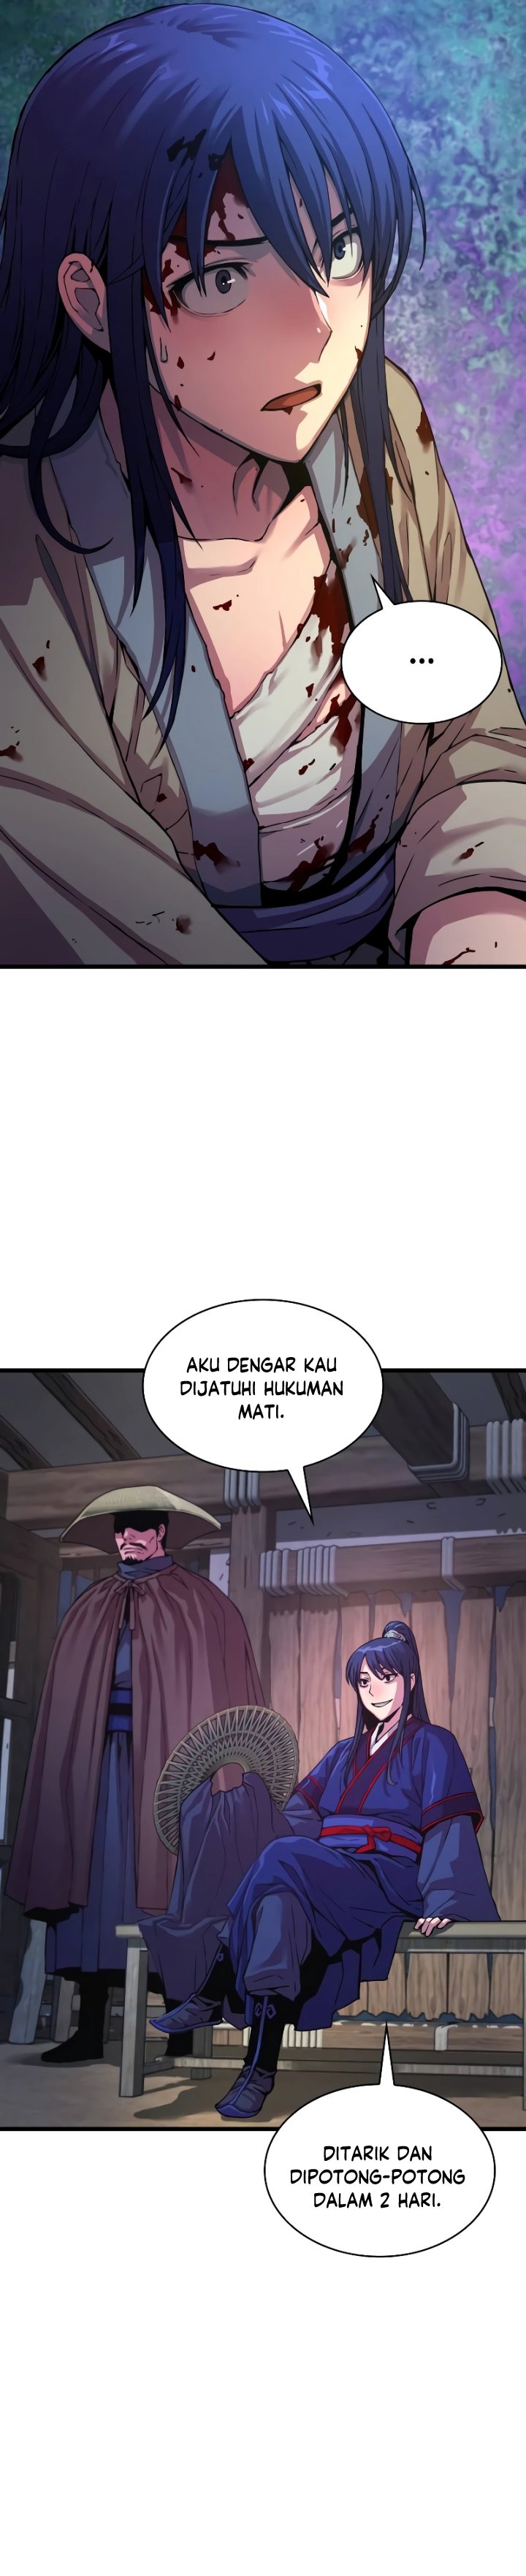 ...
AKU DENGAR KAU
DIJATUHI HUKUMAN
MATI.
DITARIK DAN
DIPOTONG-POTONG
DALAM 2 HARI.